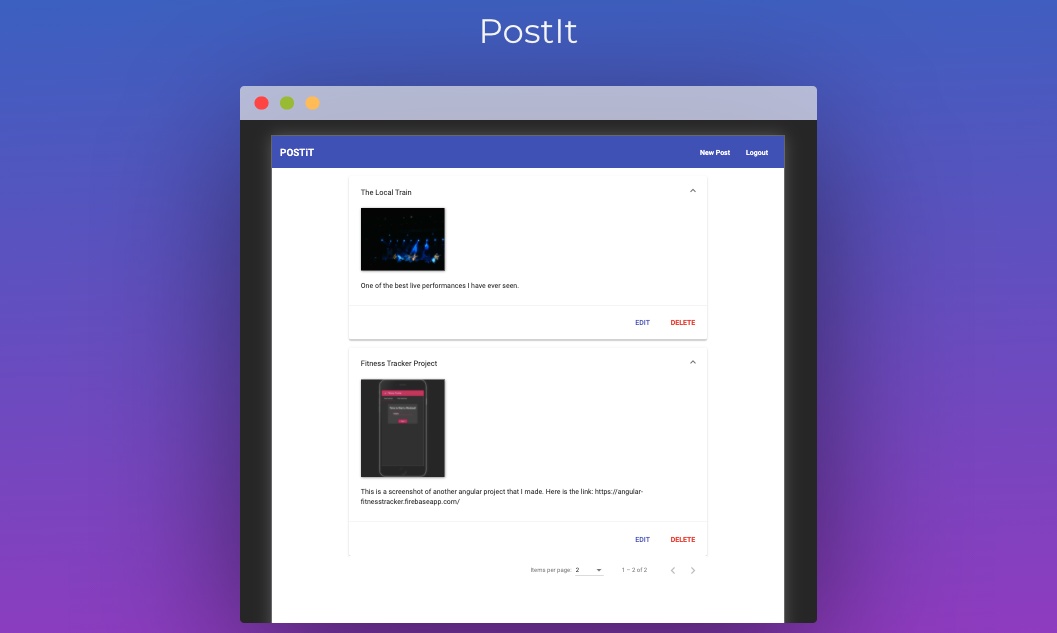 PostIt
POSTiT
New Post
Logout
The Local Train
One of the best live performances I have ever seen.
EDIT
DELETE
Fitness Tracker Project
This is a screenshot of another angular project that I made. Here is the link: https://angular-
fitnesstracker.firebaseapp.com/
EDIT
DELETE
Items per page: 2
1 – 2 of 2